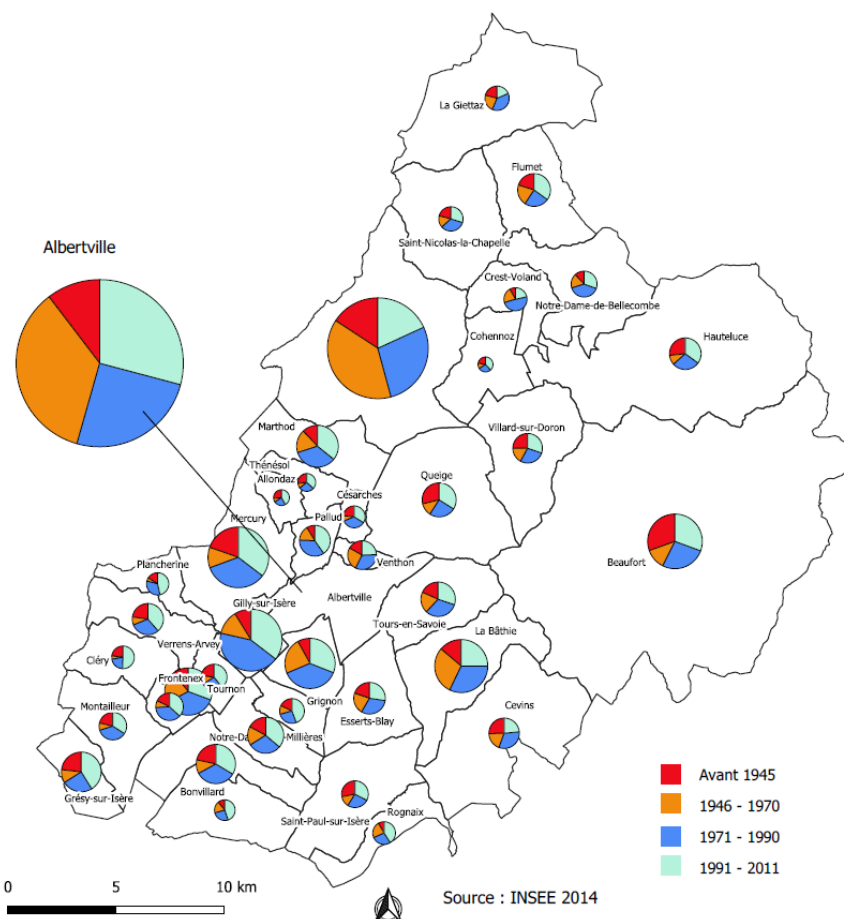 La Giettaz
Flumet
Saint-Nicolas-la-Chapelle
Albertville
Crest-Voland
Notre-Dame-de-Bellecombe
Cohennoz
Hauteluce
Marthod
Villard-sur-Doron
Thénésol
Allondaz
Queige
Césarches
Mercury
Pallud
Venthon
Beaufort
Plancherine
Albertville
Gilly-sur-Isère
Tours-en-Savoie
La Bâthie
Verrens-Arvey
Cléry
Frontenex
Tournon
Grignon
Esserts-Blay
Cevins
Montailleur
Notre-Da Millières
Grésy-sur-Isère
Bonvillard
Saint-Paul-sur-Isère
Rognaix
Avant 1945
1946 - 1970
1971 - 1990
1991 - 2011
0 5 10 km
Source : INSEE 2014